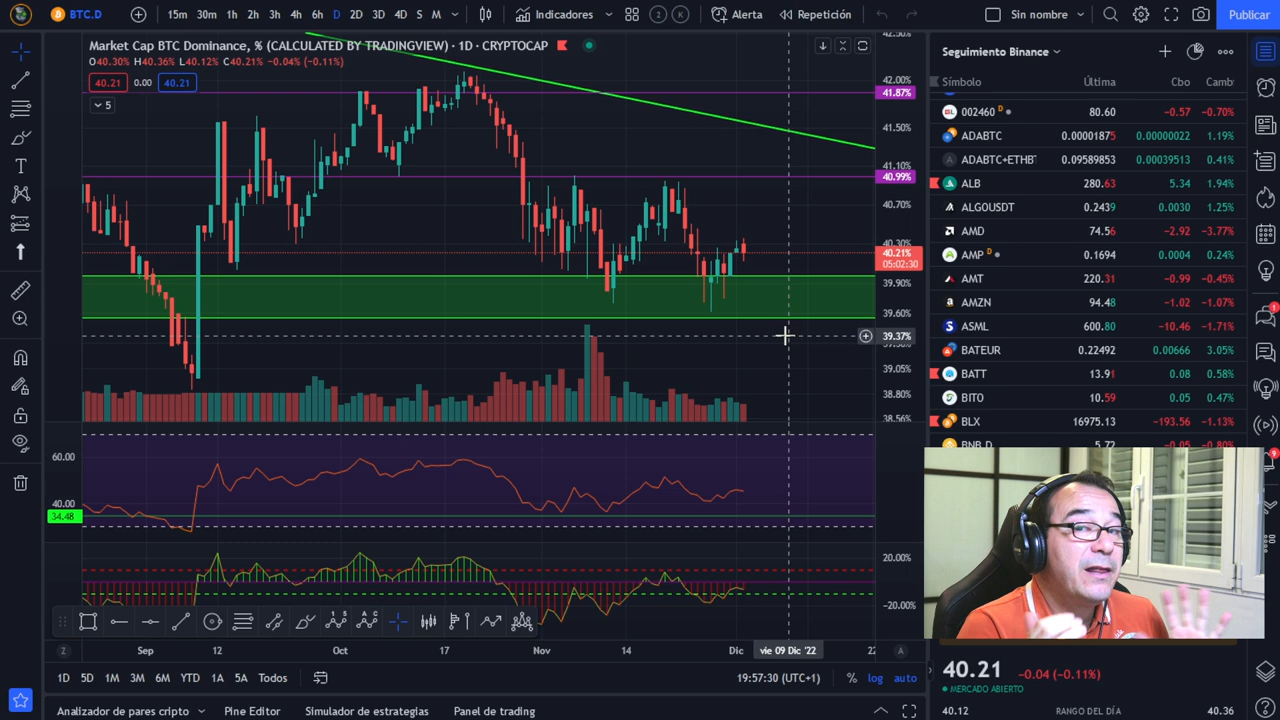 BTC.D 15m 30m 1h 2h 3h 4h 6h D 2D 3D 4D S M Indicadores 2 K Alerta Repetición Sin nombre Publicar
Market Cap BTC Dominance, % (CALCULATED BY TRADINGVIEW) · 1D · CRYPTOCAP
O40.30% H40.36% L40.12% C40.21% −0.04 (−0.11%)
40.21 0.00 40.21
5
42.00%
41.87%
41.50%
41.10%
40.99%
40.70%
40.30%
40.21%
05:02:30
39.90%
39.60%
39.37%
39.05%
38.80%
38.56%
60.00
40.00
34.48
20.00%
−20.00%
Sep 12 Oct 17 Nov 14 Dic vie 09 Dic '22 22
Z A
1D 5D 1M 3M 6M YTD 1A 5A Todos 19:57:30 (UTC+1) % log auto
Analizador de pares cripto Pine Editor Simulador de estrategias Panel de trading
Seguimiento Binance
Símbolo Última Cbo Camb
002460 D 80.60 −0.57 −0.70%
ADABTC 0.00001875 0.00000022 1.19%
ADABTC+ETHBT 0.09589853 0.00039513 0.41%
ALB 280.63 5.34 1.94%
ALGOUSDT 0.2439 0.0030 1.25%
AMD 74.56 −2.92 −3.77%
AMP D 0.1694 0.0004 0.24%
AMT 220.31 −0.99 −0.45%
AMZN 94.48 −1.02 −1.07%
ASML 600.80 −10.46 −1.71%
BATEUR 0.22492 0.00666 3.05%
BATT 13.91 0.08 0.58%
BITO 10.59 0.05 0.47%
BLX 16975.13 −193.56 −1.13%
BNB.D 5.72 −0.05 −0.80%
40.21 −0.04 (−0.11%)
MERCADO ABIERTO
40.12 RANGO DEL DÍA 40.36